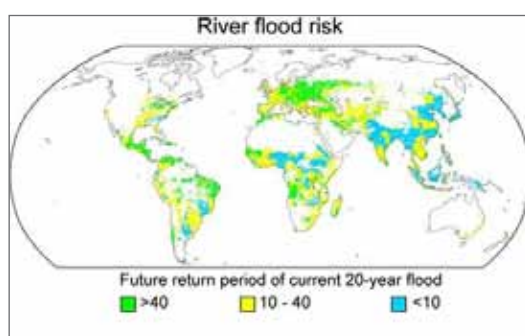 River flood risk
Future return period of current 20-year flood
>40
10 - 40
<10